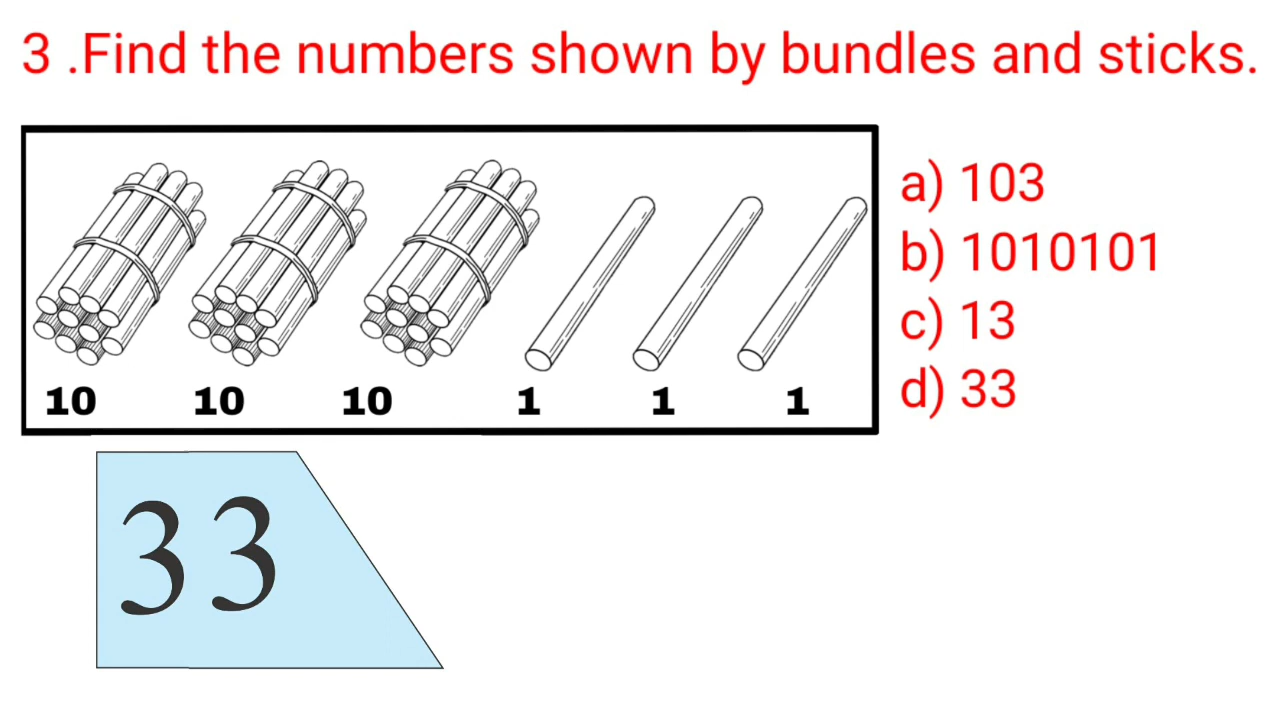 3 .Find the numbers shown by bundles and sticks.
10 10 10 1 1 1
a) 103
b) 1010101
c) 13
d) 33
33